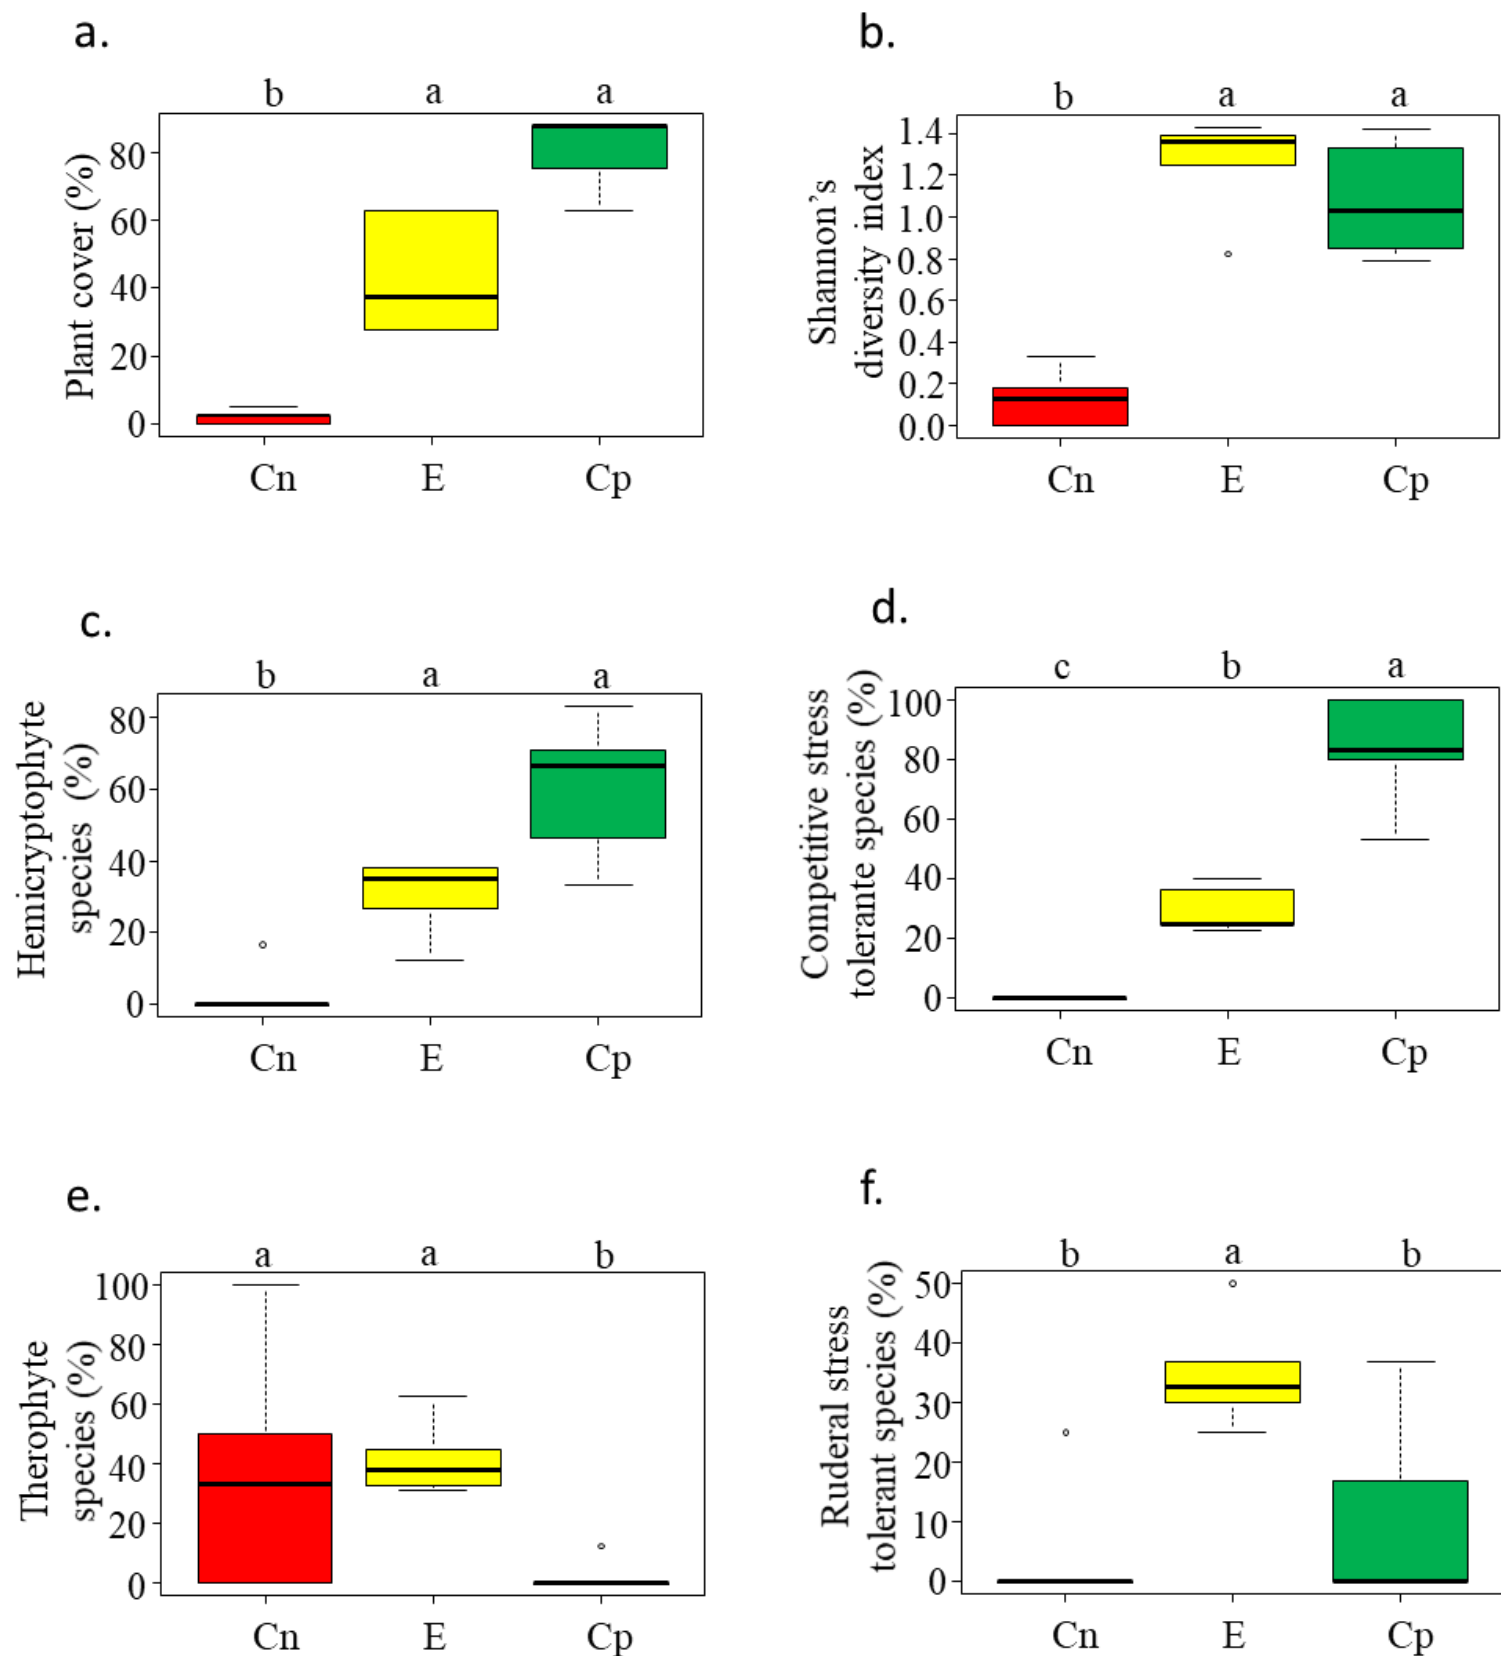 a.
b a a
Plant cover (%)
80
60
40
20
0
Cn E Cp
b.
b a a
Shannon's
diversity index
1.4
1.2
1.0
0.8
0.6
0.4
0.2
0.0
Cn E Cp
c.
b a a
Hemicryptophyte
species (%)
80
60
40
20
0
Cn E Cp
d.
c b a
Competitive stress
tolerante species (%)
100
80
60
40
20
0
Cn E Cp
e.
a a b
Therophyte
species (%)
100
80
60
40
20
0
Cn E Cp
f.
b a b
Ruderal stress
tolerant species (%)
50
40
30
20
10
0
Cn E Cp